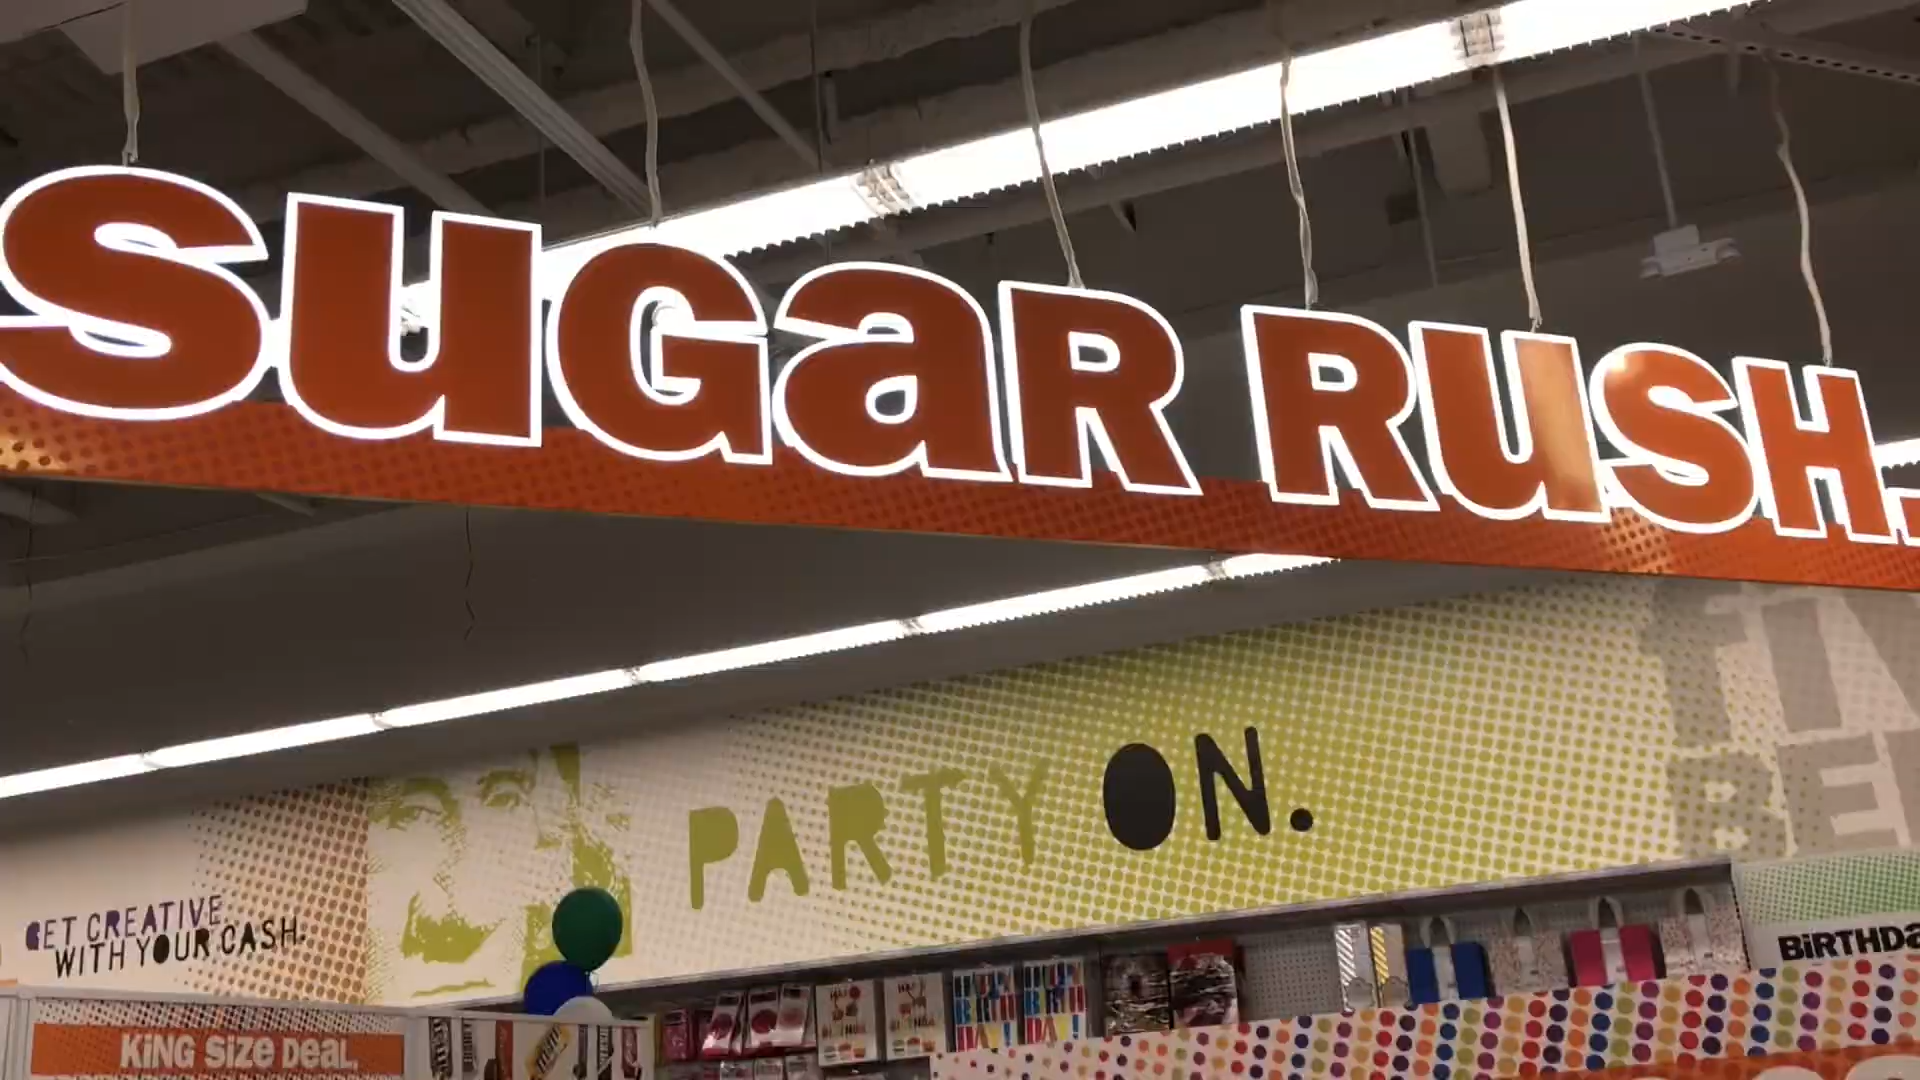 SUGAR RUSH.
PARTY ON.
GET CREATIVE
WITH YOUR CASH.
BIRTHDA
KING SIZE DEAL.